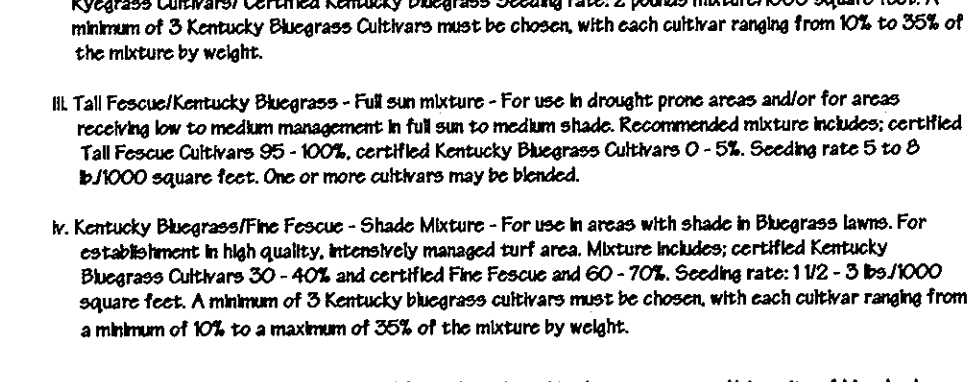 Ryegrass Cultivars/ Certified Kentucky Bluegrass Seeding rate: 2 pounds mixture/1000 square feet. A
minimum of 3 Kentucky Bluegrass Cultivars must be chosen, with each cultivar ranging from 10% to 35% of
the mixture by weight.
iii. Tall Fescue/Kentucky Bluegrass - Full sun mixture - For use in drought prone areas and/or for areas
receiving low to medium management in full sun to medium shade. Recommended mixture includes; certified
Tall Fescue Cultivars 95 - 100%, certified Kentucky Bluegrass Cultivars 0 - 5%. Seeding rate 5 to 8
lb./1000 square feet. One or more cultivars may be blended.
iv. Kentucky Bluegrass/Fine Fescue - Shade Mixture - For use in areas with shade in Bluegrass lawns. For
establishment in high quality, intensively managed turf area. Mixture includes; certified Kentucky
Bluegrass Cultivars 30 - 40% and certified Fine Fescue and 60 - 70%. Seeding rate: 1 1/2 - 3 lbs./1000
square feet. A minimum of 3 Kentucky bluegrass cultivars must be chosen, with each cultivar ranging from
a minimum of 10% to a maximum of 35% of the mixture by weight.